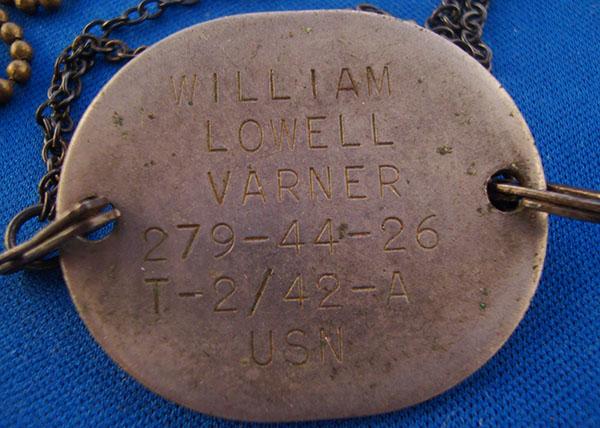 WILLIAM
LOWELL
VARNER
279-44-26
T-2/42-A
USN